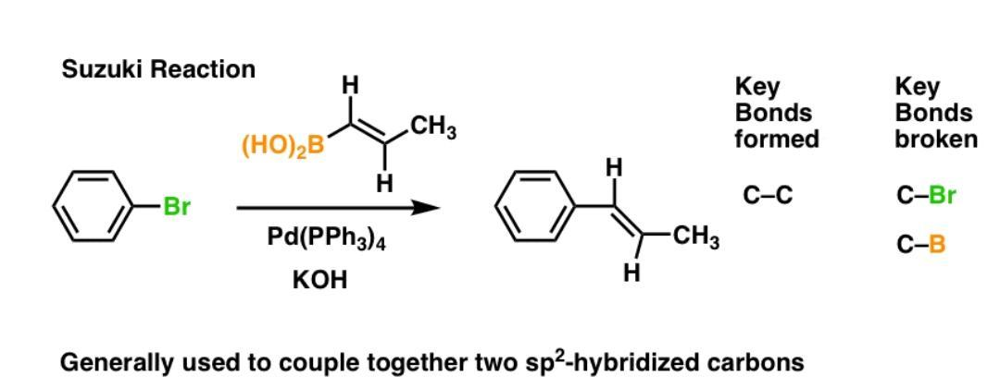 Suzuki Reaction
H
(HO)₂B
CH₃
H
Br
Pd(PPh₃)₄
KOH
H
CH₃
H
Key
Bonds
formed
C–C
Key
Bonds
broken
C–Br
C–B
Generally used to couple together two sp²-hybridized carbons